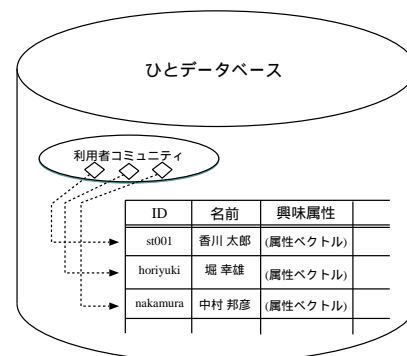 ひとデータベース
利用者コミュニティ
ID 名前 興味属性
st001 香川 太郎 (属性ベクトル)
horiyuki 堀 幸雄 (属性ベクトル)
nakamura 中村 邦彦 (属性ベクトル)